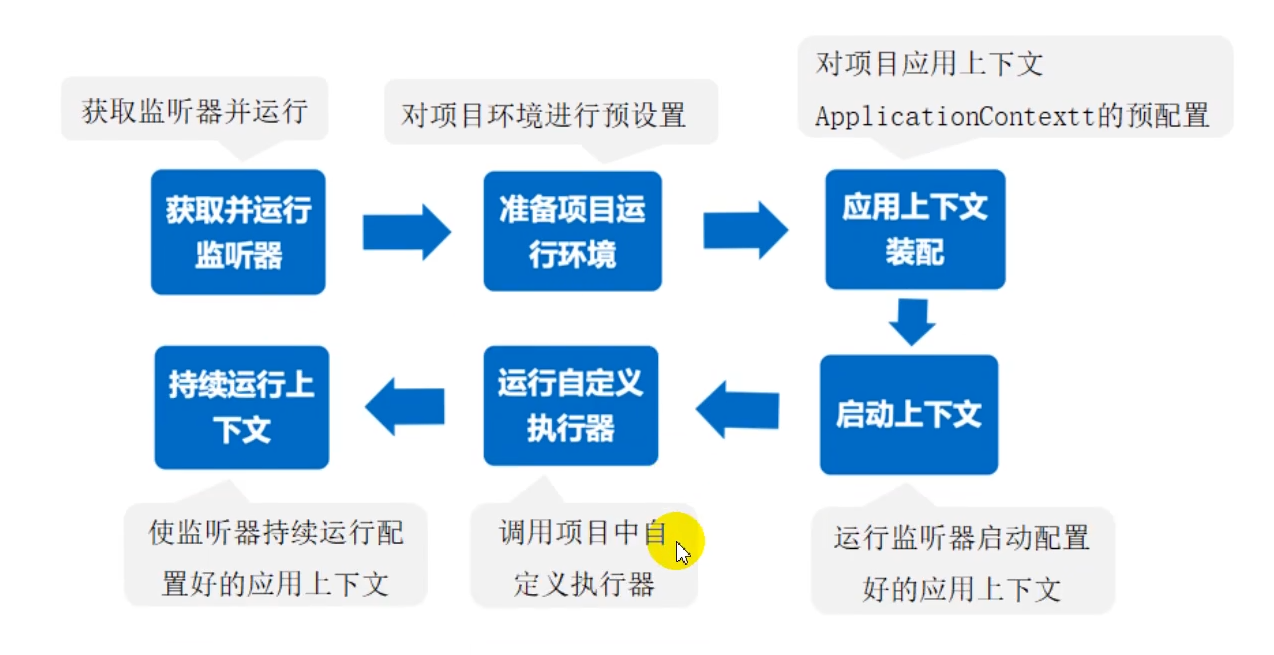 对项目应用上下文
ApplicationContextt的预配置
获取监听器并运行
对项目环境进行预设置
获取并运行
监听器
准备项目运
行环境
应用上下文
装配
持续运行上
下文
运行自定义
执行器
启动上下文
使监听器持续运行配
置好的应用上下文
调用项目中自
定义执行器
运行监听器启动配置
好的应用上下文